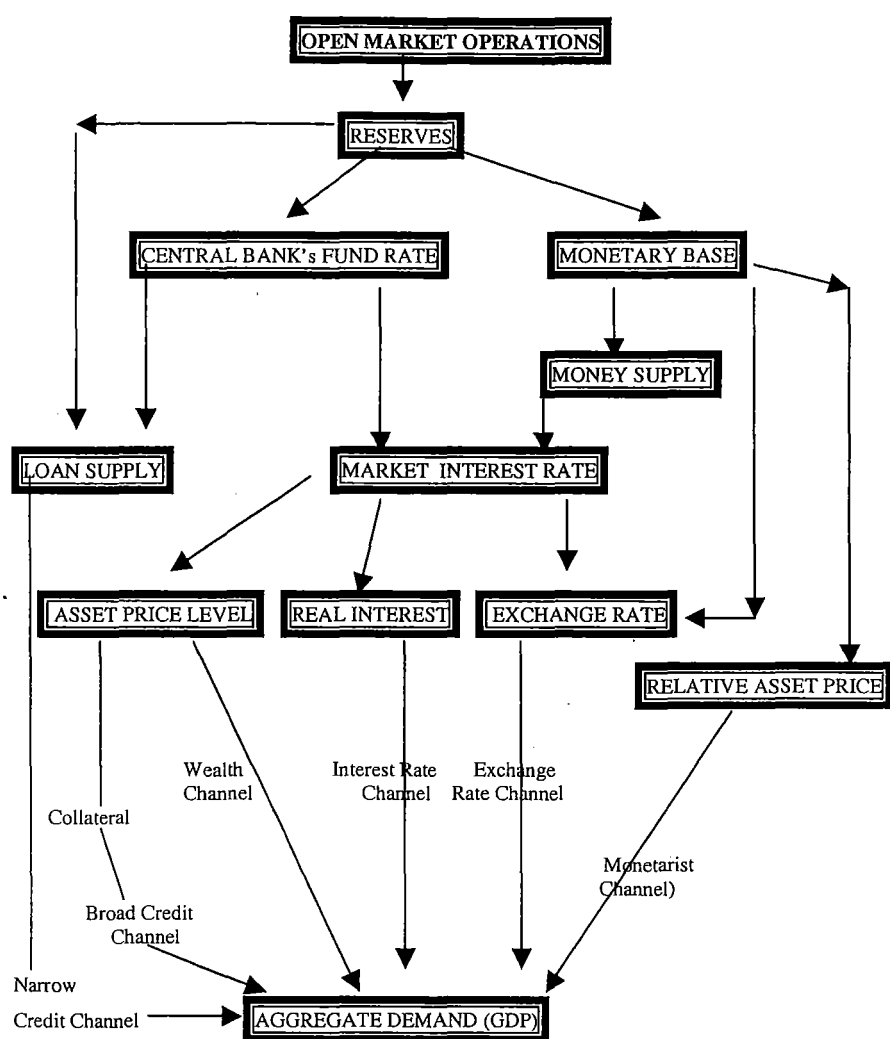 OPEN MARKET OPERATIONS
RESERVES
CENTRAL BANK's FUND RATE
MONETARY BASE
MONEY SUPPLY
LOAN SUPPLY
MARKET INTEREST RATE
ASSET PRICE LEVEL
REAL INTEREST
EXCHANGE RATE
RELATIVE ASSET PRICE
Wealth
Channel
Interest Rate
Channel
Exchange
Rate Channel
Collateral
Monetarist
Channel)
Broad Credit
Channel
Narrow
Credit Channel
AGGREGATE DEMAND (GDP)